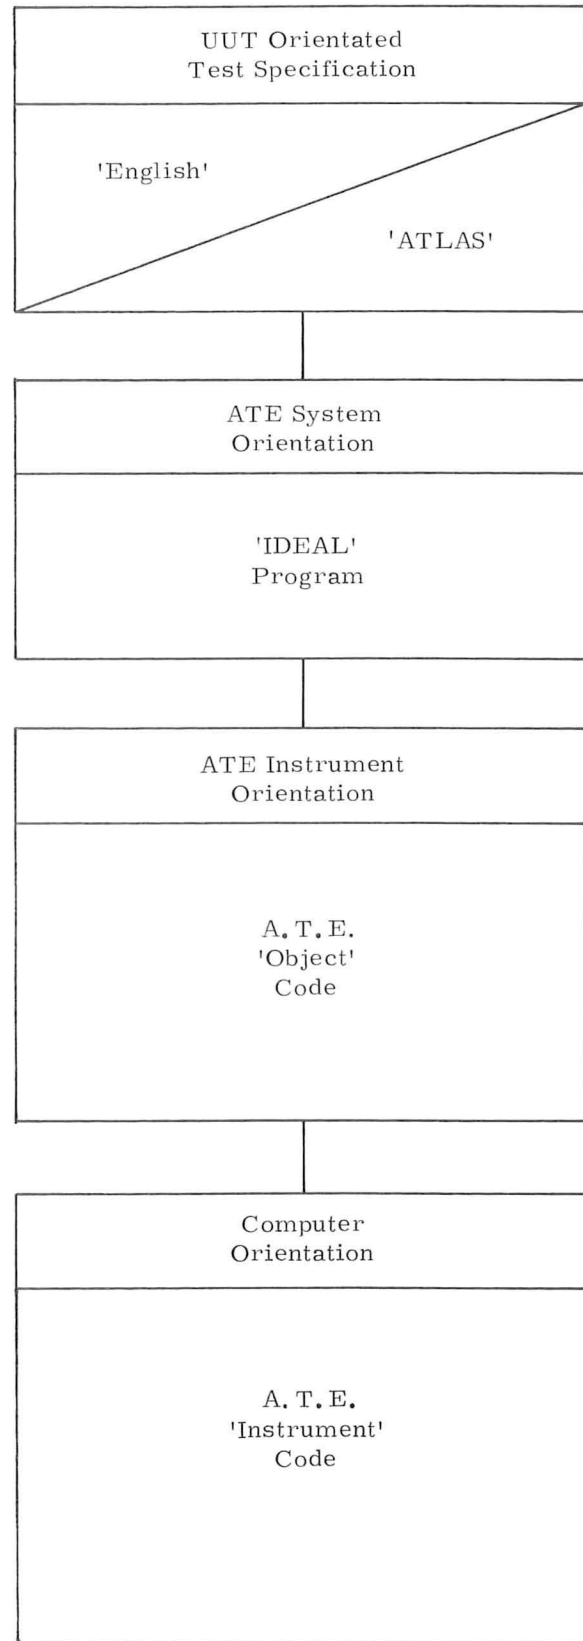 UUT Orientated
Test Specification
'English'
'ATLAS'
ATE System
Orientation
'IDEAL'
Program
ATE Instrument
Orientation
A.T.E.
'Object'
Code
Computer
Orientation
A.T.E.
'Instrument'
Code